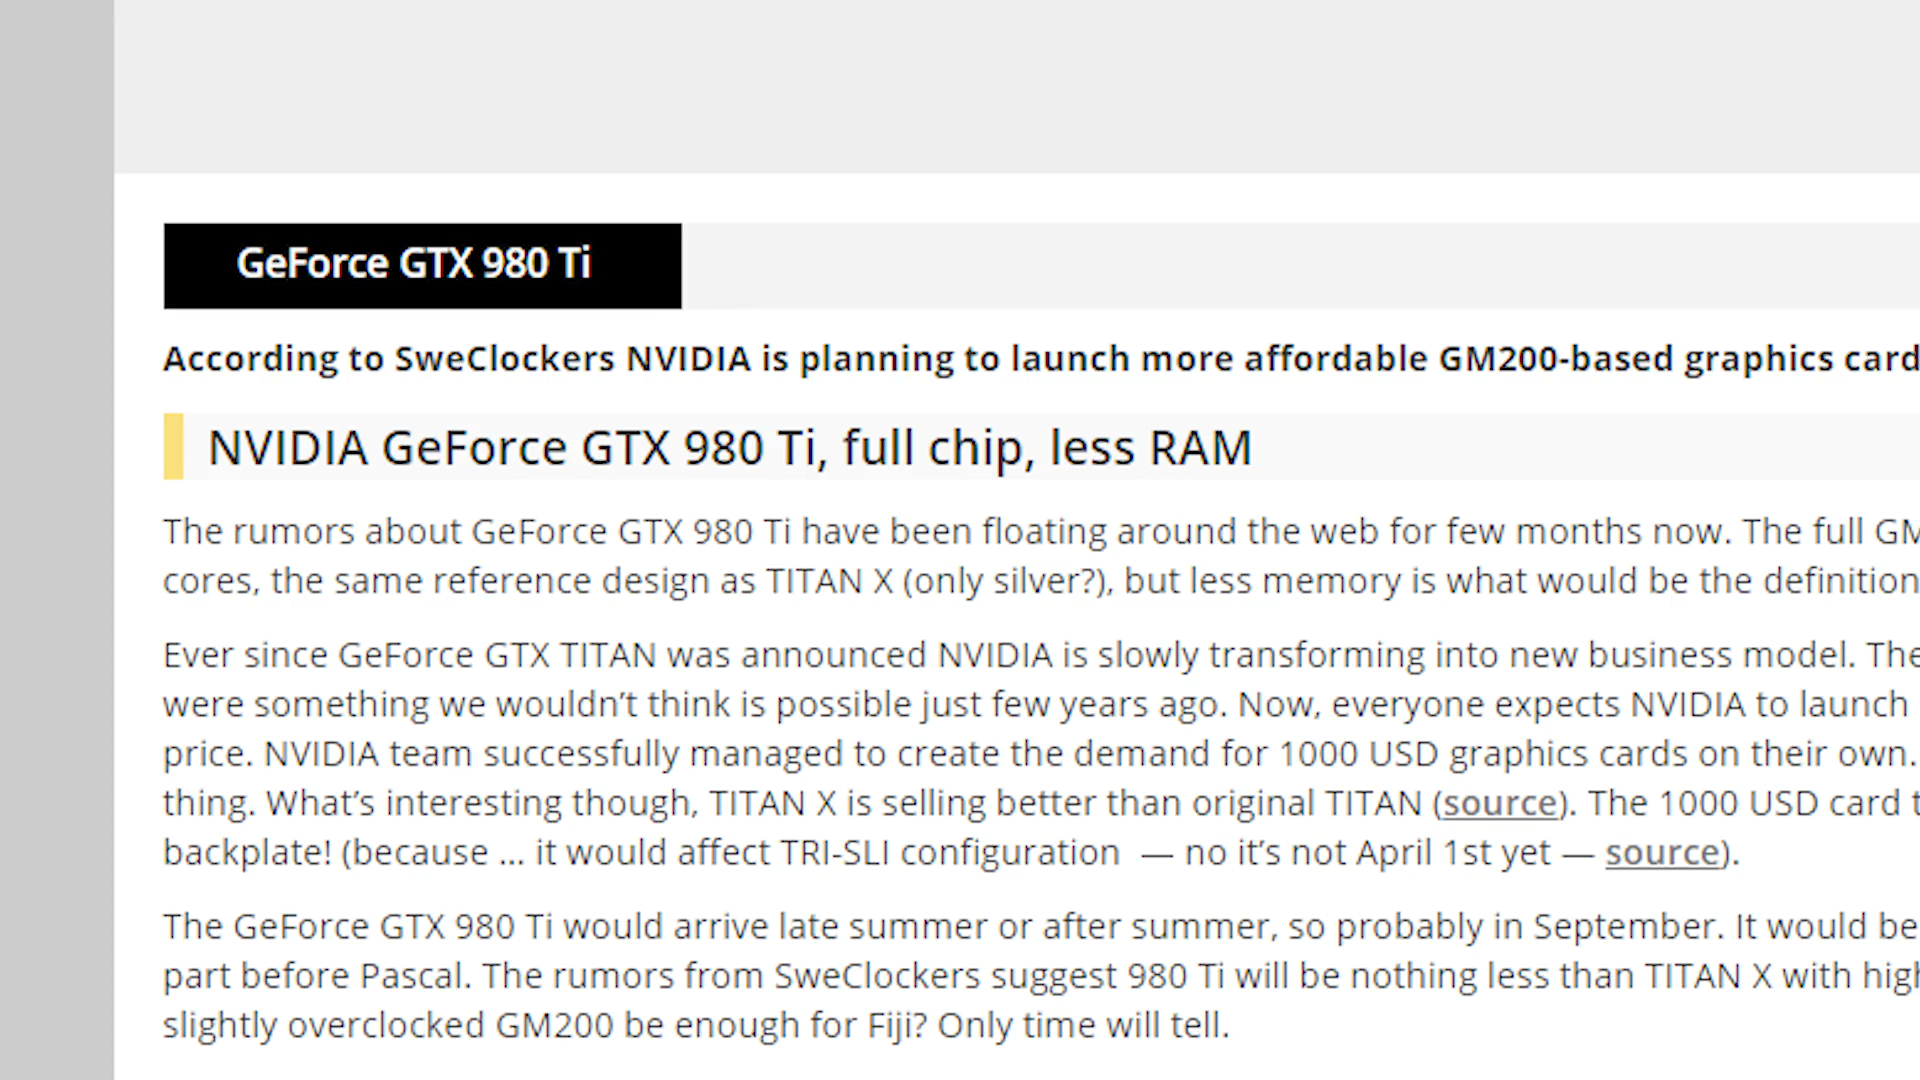 GeForce GTX 980 Ti
According to SweClockers NVIDIA is planning to launch more affordable GM200-based graphics card
NVIDIA GeForce GTX 980 Ti, full chip, less RAM
The rumors about GeForce GTX 980 Ti have been floating around the web for few months now. The full GM
cores, the same reference design as TITAN X (only silver?), but less memory is what would be the definition
Ever since GeForce GTX TITAN was announced NVIDIA is slowly transforming into new business model. The
were something we wouldn’t think is possible just few years ago. Now, everyone expects NVIDIA to launch
price. NVIDIA team successfully managed to create the demand for 1000 USD graphics cards on their own.
thing. What’s interesting though, TITAN X is selling better than original TITAN (source). The 1000 USD card t
backplate! (because … it would affect TRI-SLI configuration — no it’s not April 1st yet — source).
The GeForce GTX 980 Ti would arrive late summer or after summer, so probably in September. It would be
part before Pascal. The rumors from SweClockers suggest 980 Ti will be nothing less than TITAN X with high
slightly overclocked GM200 be enough for Fiji? Only time will tell.